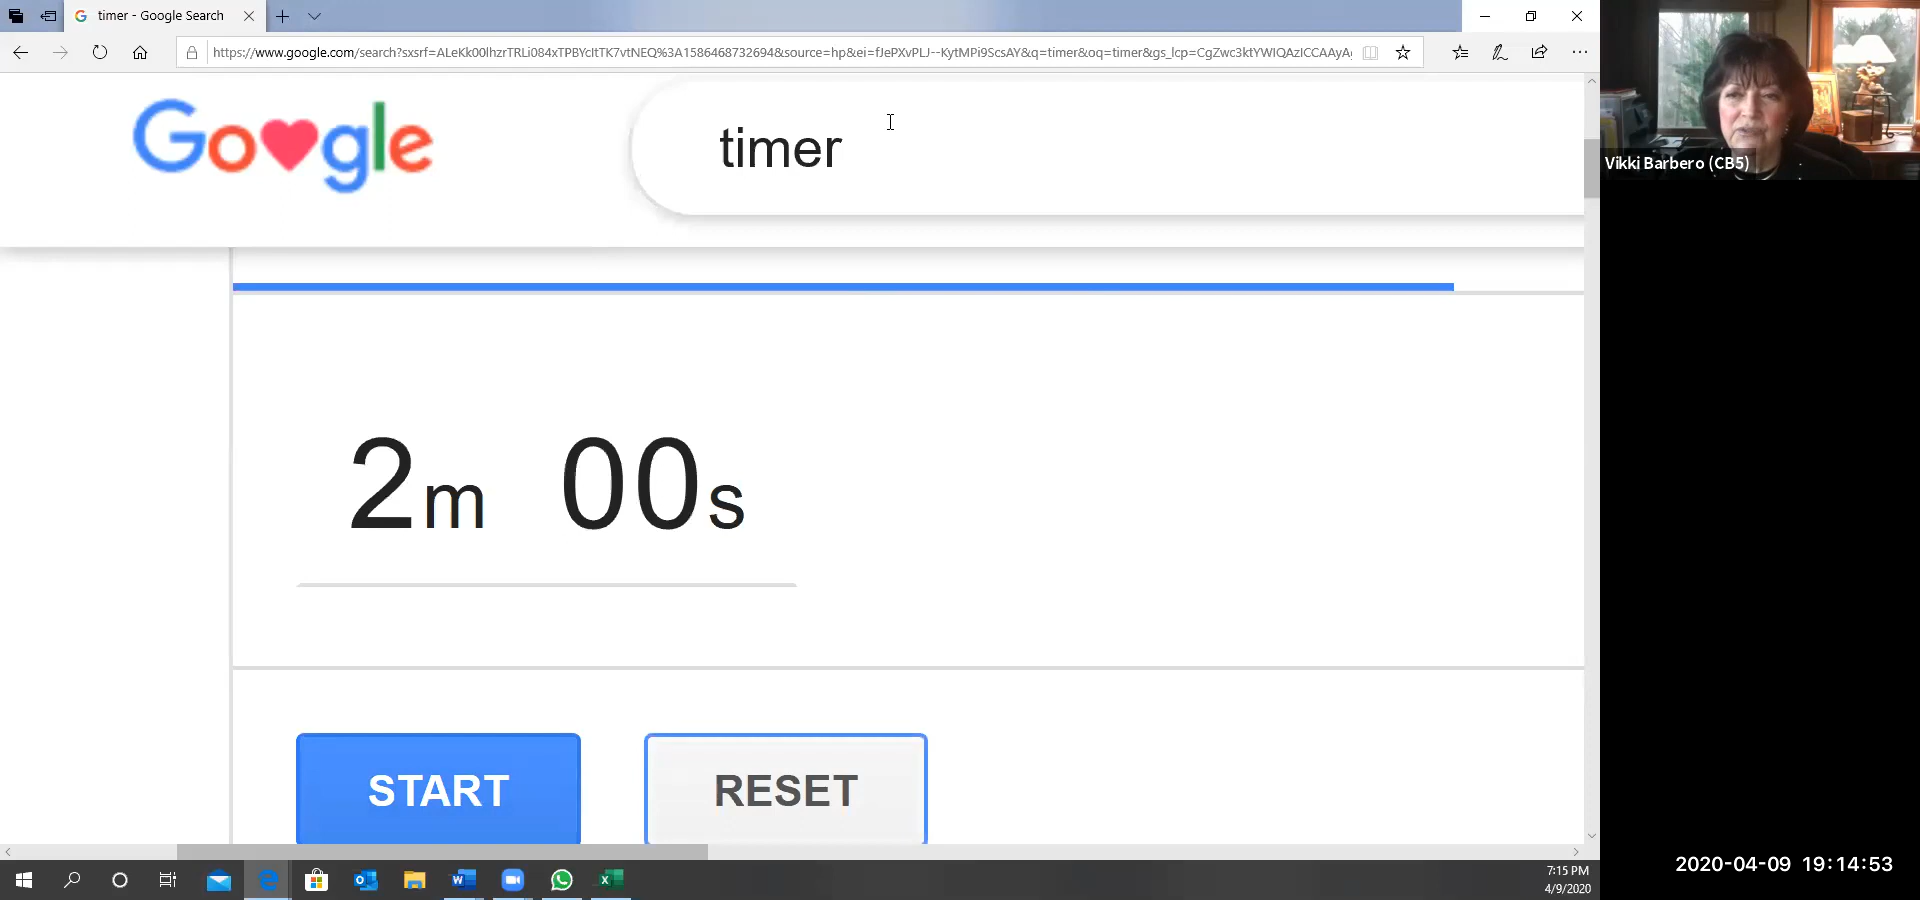 timer - Google Search
https://www.google.com/search?sxsrf=ALeKk00lhzrTRLi084xTPBYcItTK7vtNEQ%3A1586468732694&source=hp&ei=fJePXvPLJ--KytMPi9ScsAY&q=timer&oq=timer&gs_lcp=CgZwc3ktYWIQAzICCAAyA
Google
timer
2m 00s
START
RESET
Vikki Barbero (CB5)
7:15 PM
4/9/2020
2020-04-09 19:14:53